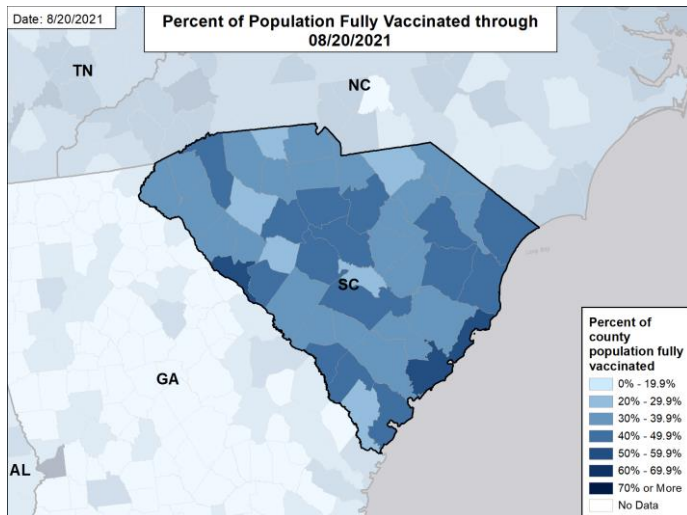 Date: 8/20/2021
Percent of Population Fully Vaccinated through
08/20/2021
TN
NC
SC
GA
AL
Percent of
county
population fully
vaccinated
0% - 19.9%
20% - 29.9%
30% - 39.9%
40% - 49.9%
50% - 59.9%
60% - 69.9%
70% or More
No Data